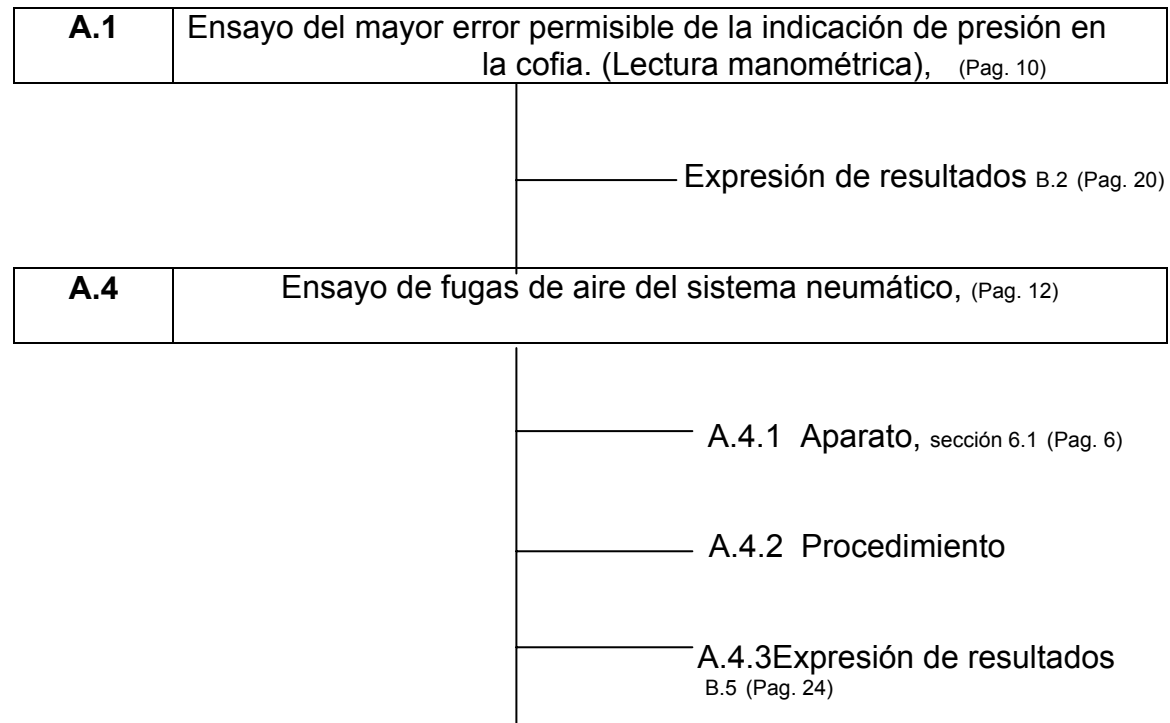 A.1 Ensayo del mayor error permisible de la indicación de presión en
la cofia. (Lectura manométrica), (Pag. 10)
Expresión de resultados B.2 (Pag. 20)
A.4 Ensayo de fugas de aire del sistema neumático, (Pag. 12)
A.4.1 Aparato, sección 6.1 (Pag. 6)
A.4.2 Procedimiento
A.4.3Expresión de resultados
B.5 (Pag. 24)